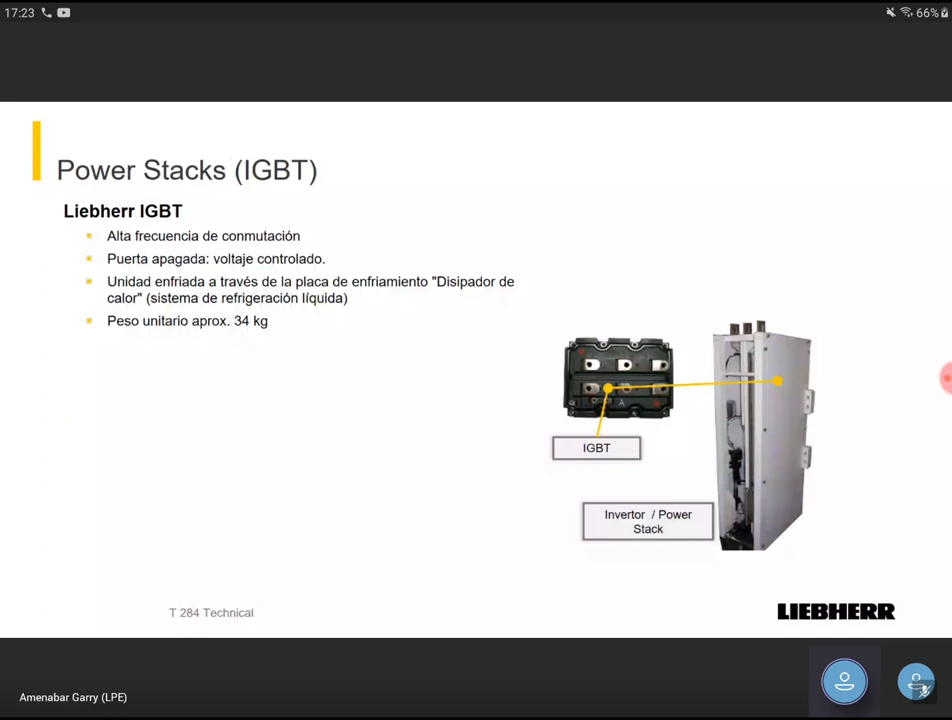 17:23
66%
Power Stacks (IGBT)
Liebherr IGBT
Alta frecuencia de conmutación
Puerta apagada: voltaje controlado.
Unidad enfriada a través de la placa de enfriamiento "Disipador de
calor" (sistema de refrigeración líquida)
Peso unitario aprox. 34 kg
IGBT
Invertor / Power
Stack
T 284 Technical
LIEBHERR
Amenabar Garry (LPE)